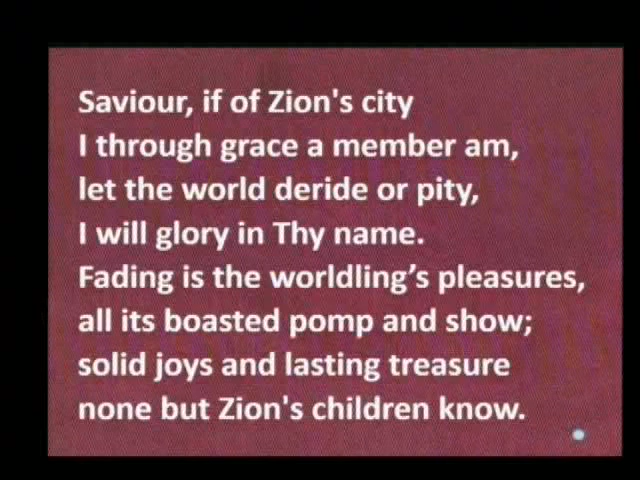 Saviour, if of Zion's city
I through grace a member am,
let the world deride or pity,
I will glory in Thy name.
Fading is the worldling’s pleasures,
all its boasted pomp and show;
solid joys and lasting treasure
none but Zion's children know.